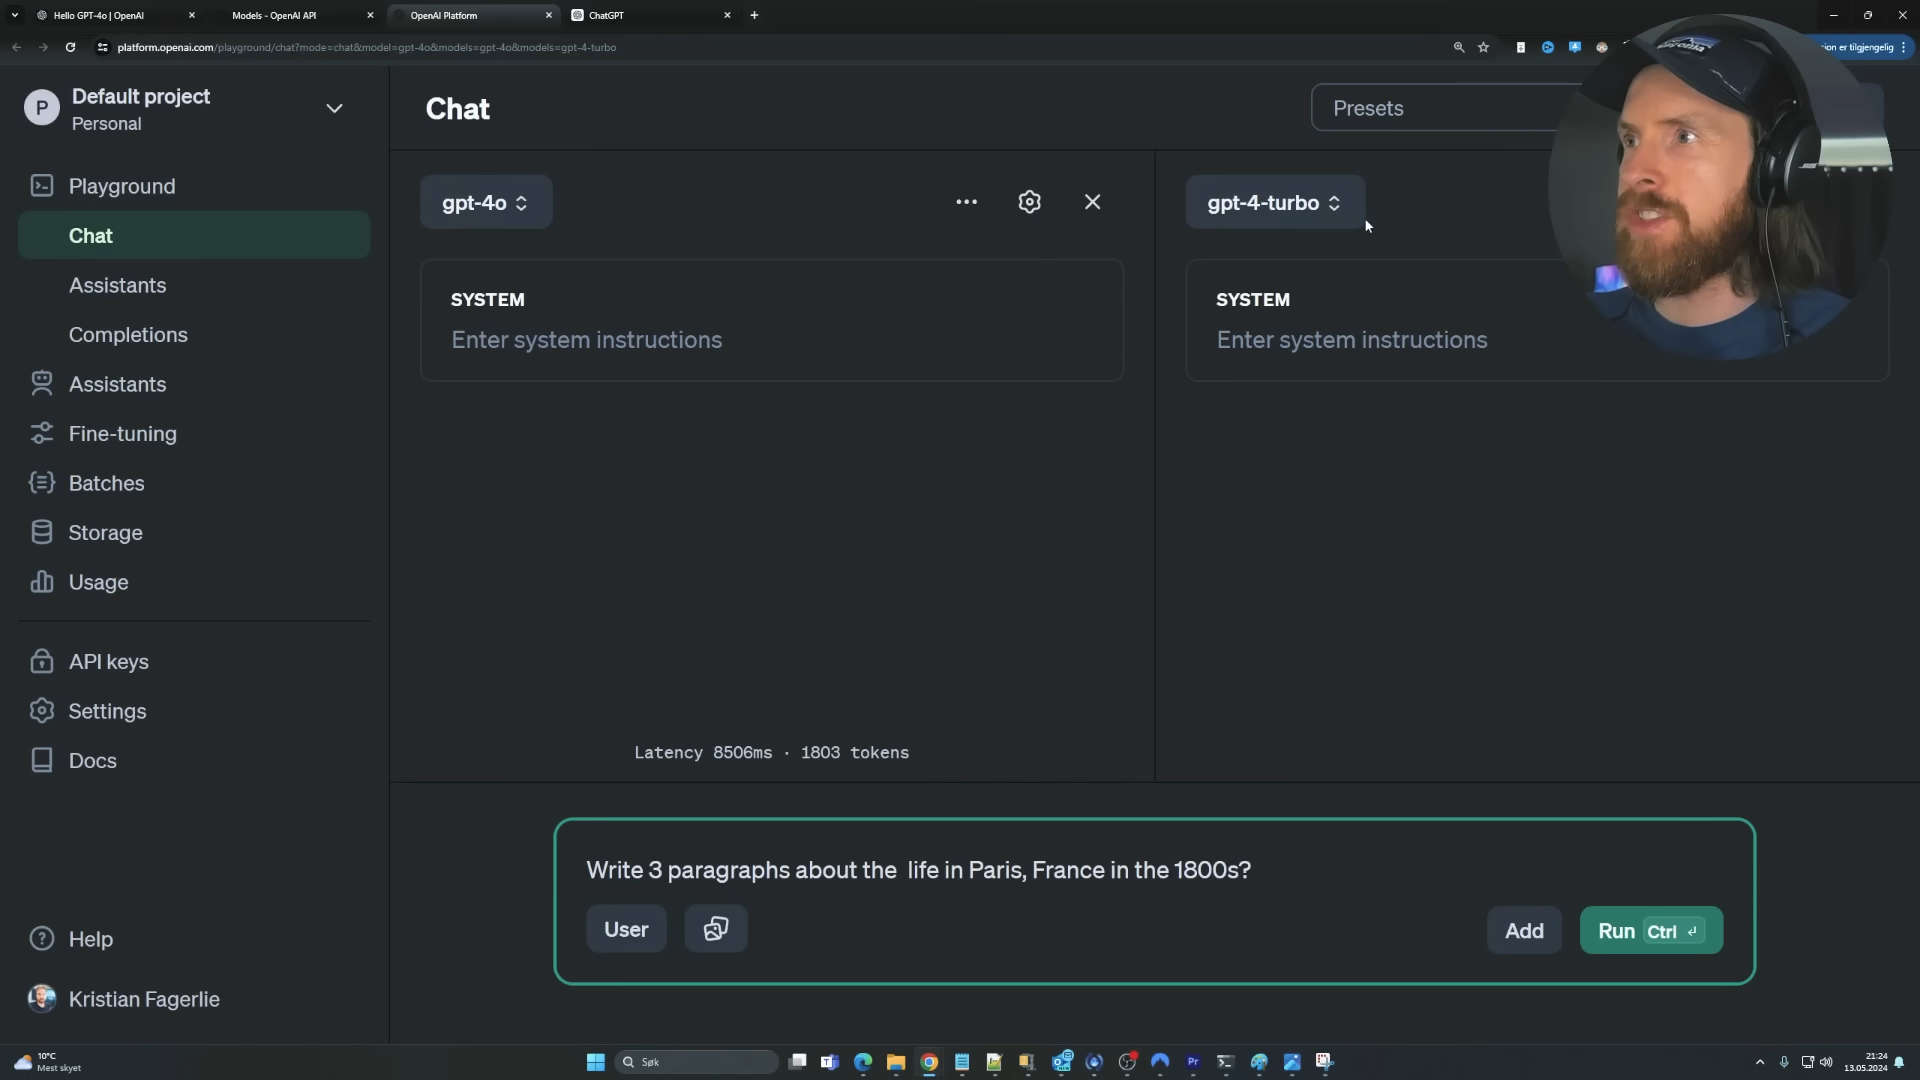 Hello GPT-4o | OpenAI
Models - OpenAI API
OpenAI Platform
ChatGPT
platform.openai.com/playground/chat?mode=chat&model=gpt-4o&models=gpt-4o&models=gpt-4-turbo
jon er tilgjengelig
P
Default project
Personal
Chat
Presets
Playground
Chat
Assistants
Completions
Assistants
Fine-tuning
Batches
Storage
Usage
API keys
Settings
Docs
Help
Kristian Fagerlie
gpt-4o
SYSTEM
Enter system instructions
Latency 8506ms · 1803 tokens
gpt-4-turbo
SYSTEM
Enter system instructions
Write 3 paragraphs about the  life in Paris, France in the 1800s?
User
Add
Run Ctrl ↵
10°C
Mest skyet
Søk
21:24
13.05.2024